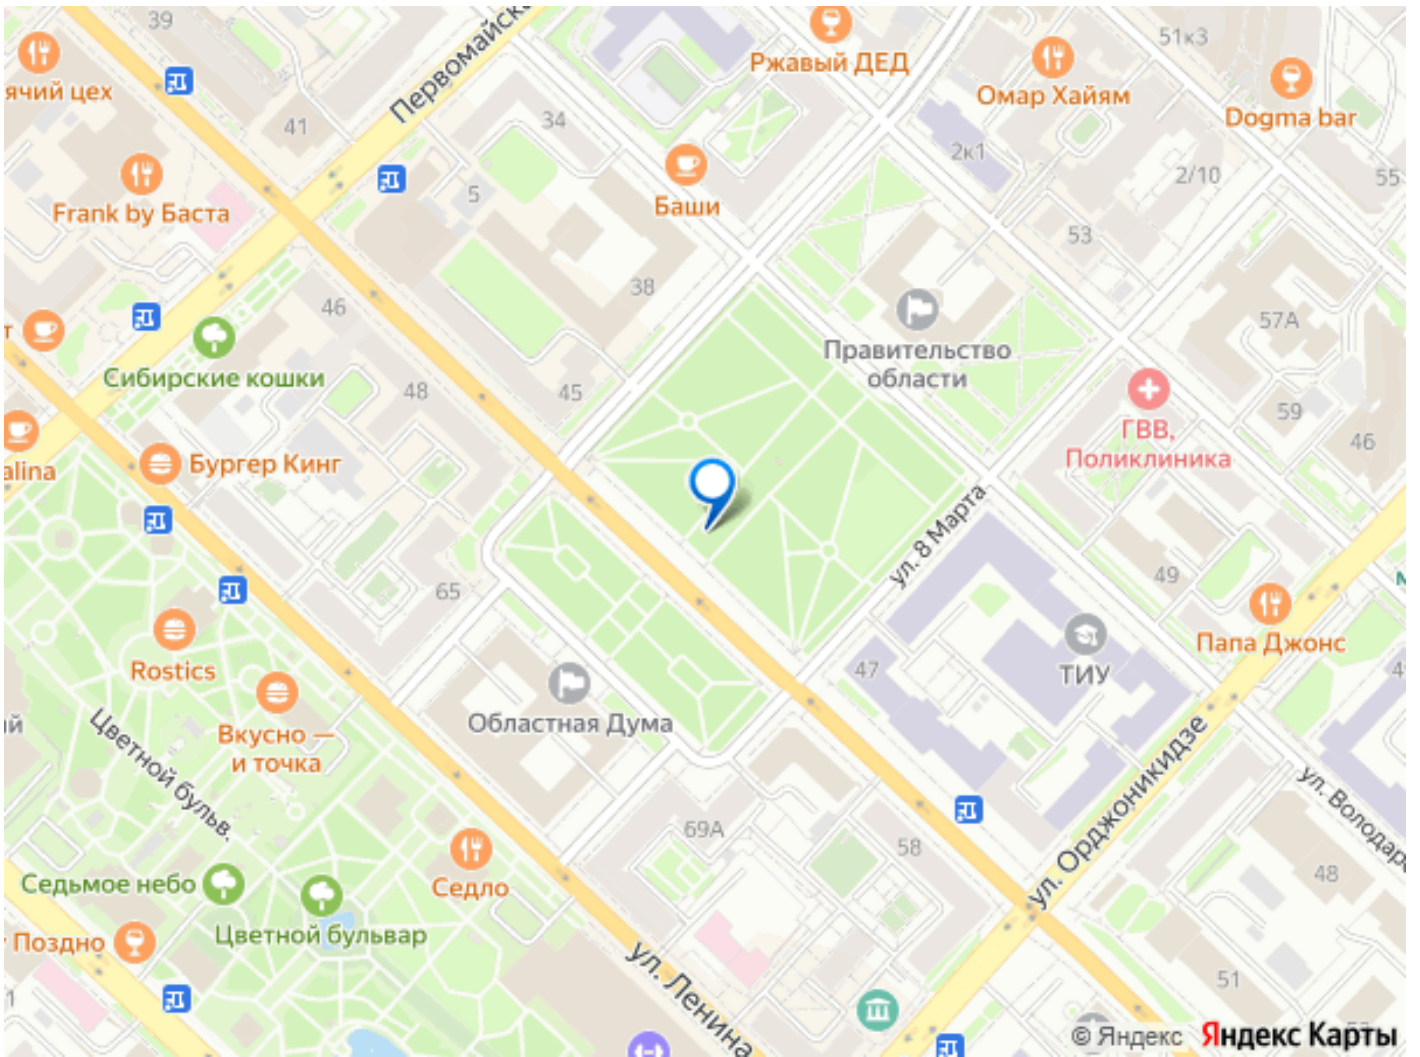 39
Ржавый ДЕД
51к3
ячий цех
Омар Хайям
Dogma bar
41
34
2к1
2/10
55
5
Frank by Баста
Баши
53
38
46
57А
Правительство
области
Сибирские кошки
48
45
59
46
ГВВ,
Поликлиника
Бургер Кинг
alina
ул. 8 Марта
49
65
Папа Джонс
Rostics
47
ТИУ
Областная Дума
ий
Цветной бульв.
Вкусно —
и точка
ул. Орджоникидзе
69А
58
48
Седьмое небо
Седло
Цветной бульвар
Поздно
ул. Ленина
51
1
© Яндекс Яндекс Карты